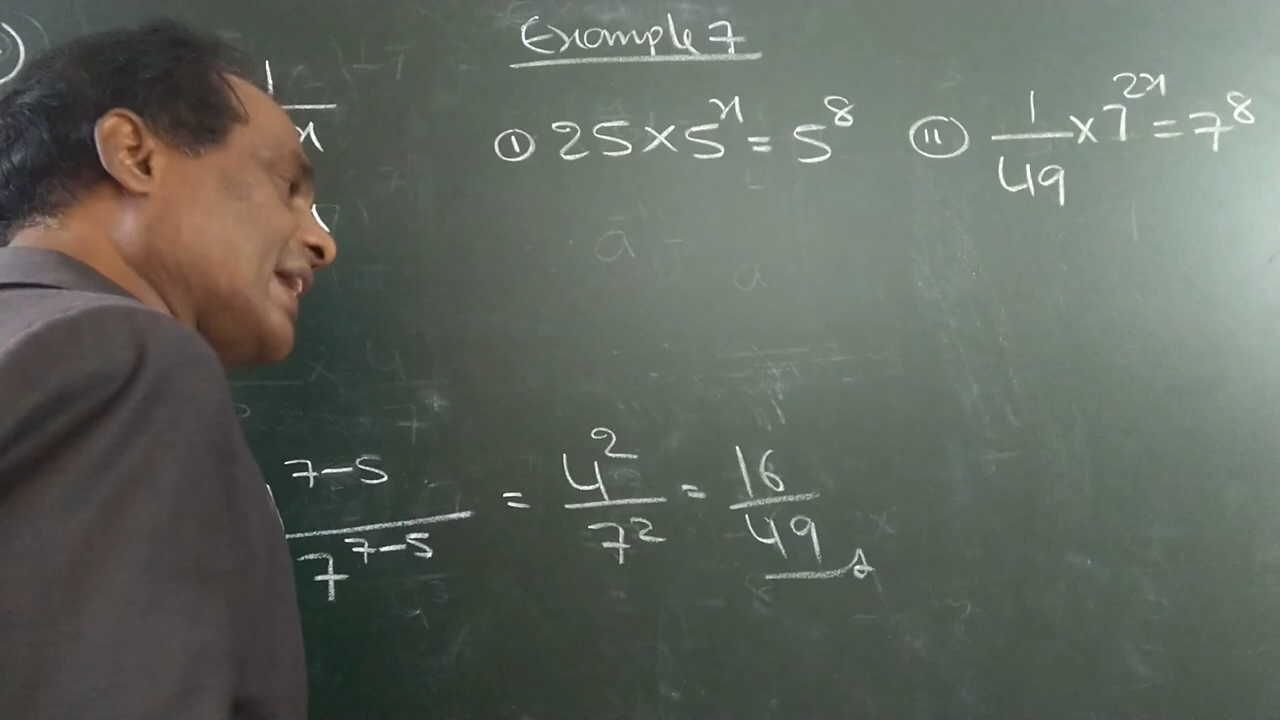 Example 7
(i) 25 × 5^x = 5^8
(ii) 1/49 × 7^{2x} = 7^8
1/x
^{7-5} / 7^{7-5} = 4^2/7^2 = 16/49